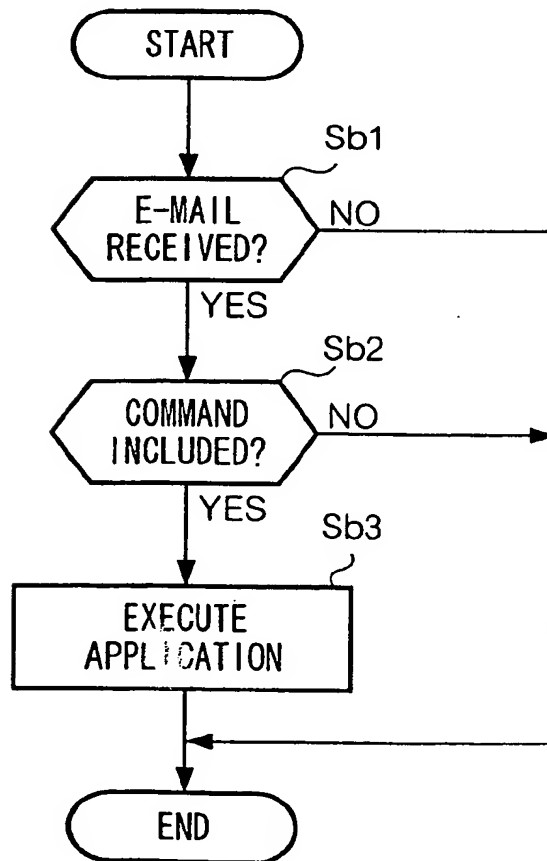 START
Sb1
E-MAIL
RECEIVED?
NO
YES
Sb2
COMMAND
INCLUDED?
NO
YES
Sb3
EXECUTE
APPLICATION
END